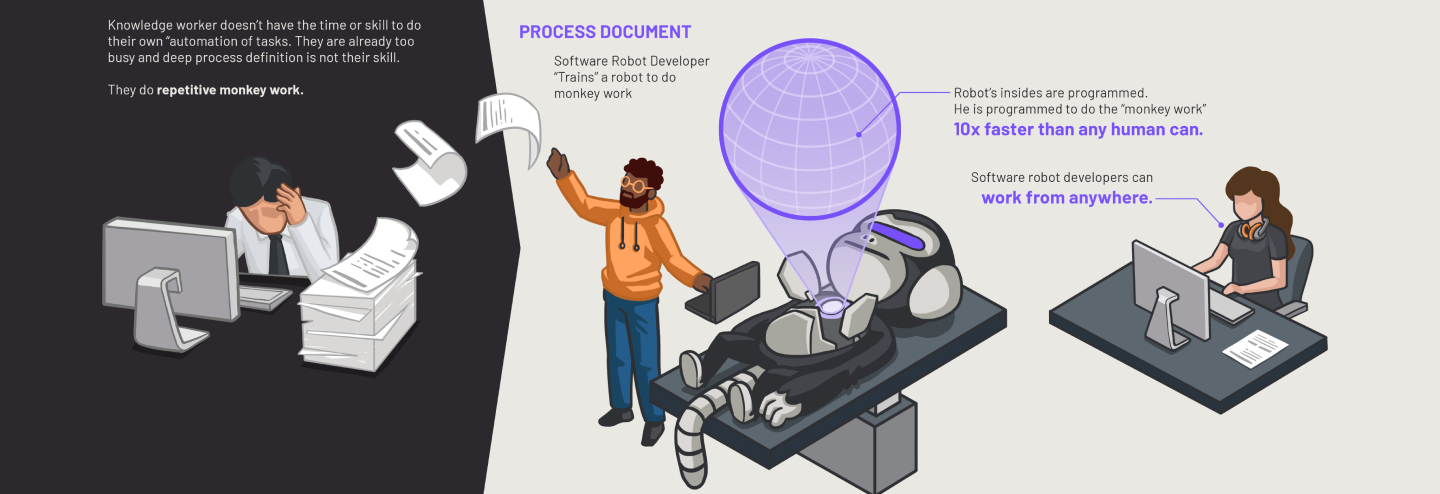 Knowledge worker doesn't have the time or skill to do
their own “automation of tasks. They are already too
busy and deep process definition is not their skill.
They do repetitive monkey work.
PROCESS DOCUMENT
Software Robot Developer
“Trains” a robot to do
monkey work
Robot's insides are programmed.
He is programmed to do the “monkey work”
10x faster than any human can.
Software robot developers can
work from anywhere.